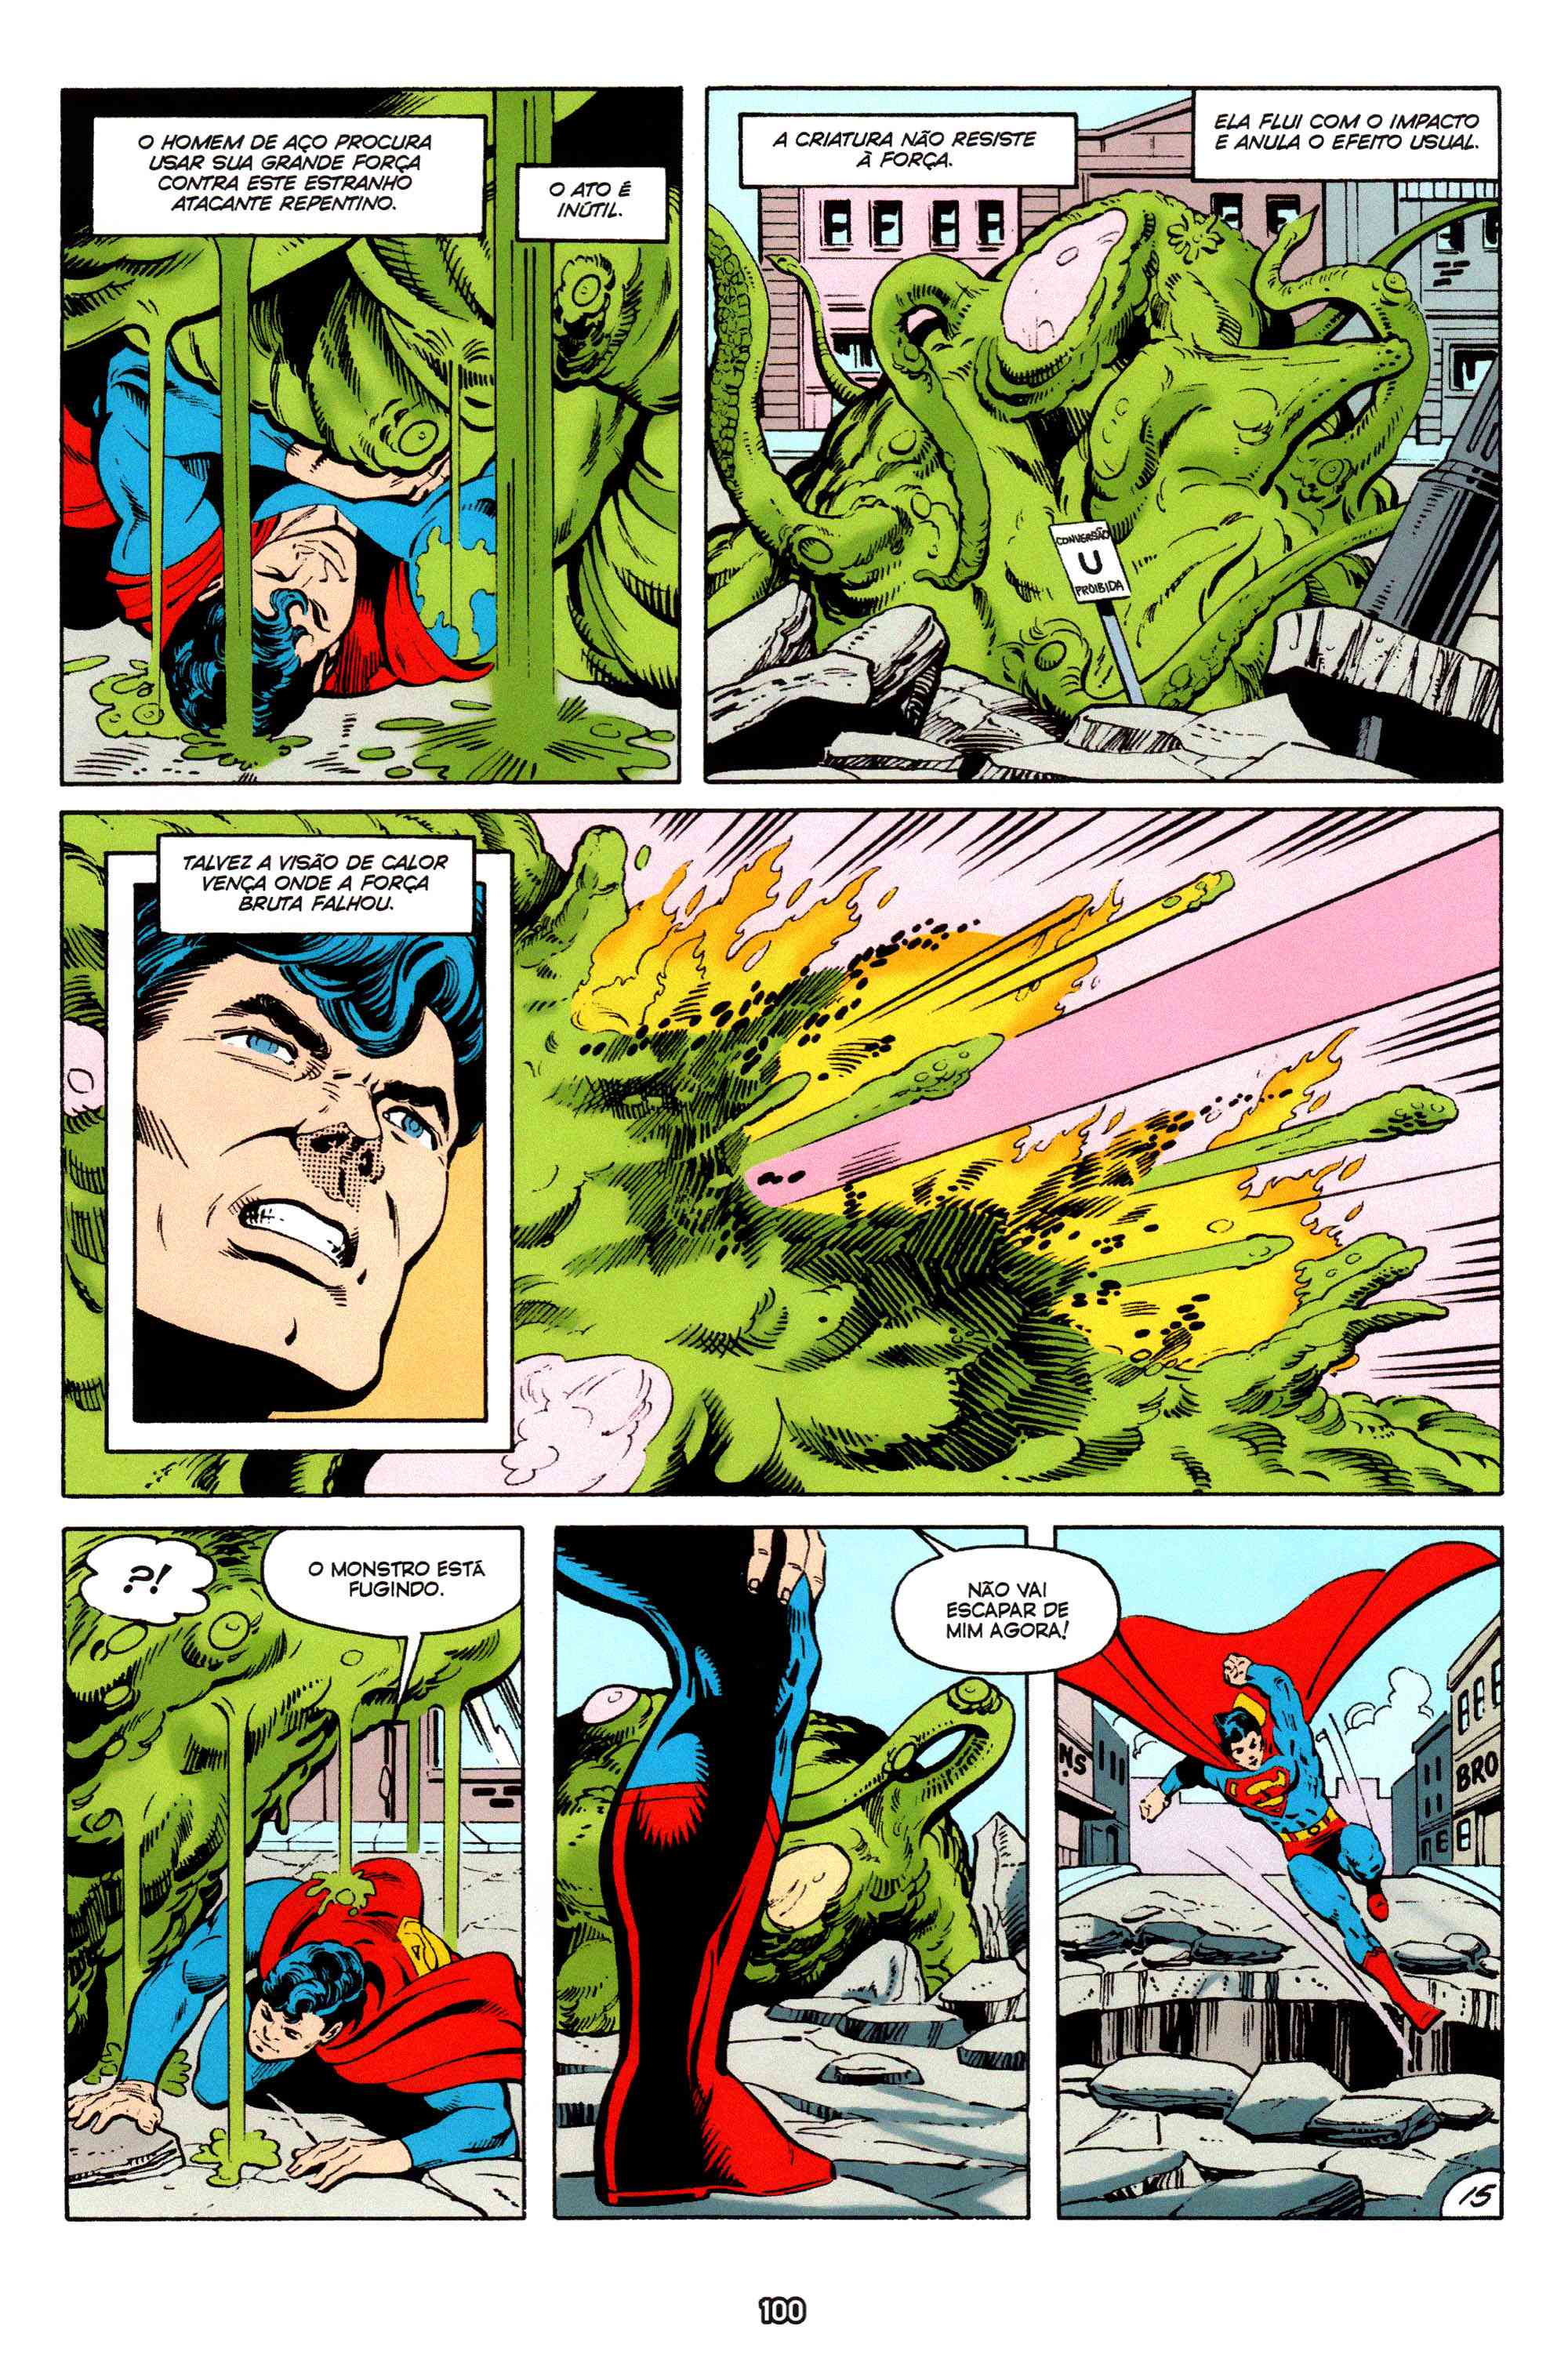 O HOMEM DE AÇO PROCURA
USAR SUA GRANDE FORÇA
CONTRA ESTE ESTRANHO
ATACANTE REPENTINO.
O ATO É
INÚTIL.
A CRIATURA NÃO RESISTE
À FORÇA.
ELA FLUI COM O IMPACTO
E ANULA O EFEITO USUAL.
CONVERSÃO
U
PROIBIDA
TALVEZ A VISÃO DE CALOR
VENÇA ONDE A FORÇA
BRUTA FALHOU.
?!
O MONSTRO ESTÁ
FUGINDO.
NÃO VAI
ESCAPAR DE
MIM AGORA!
NS
BRO
15
100